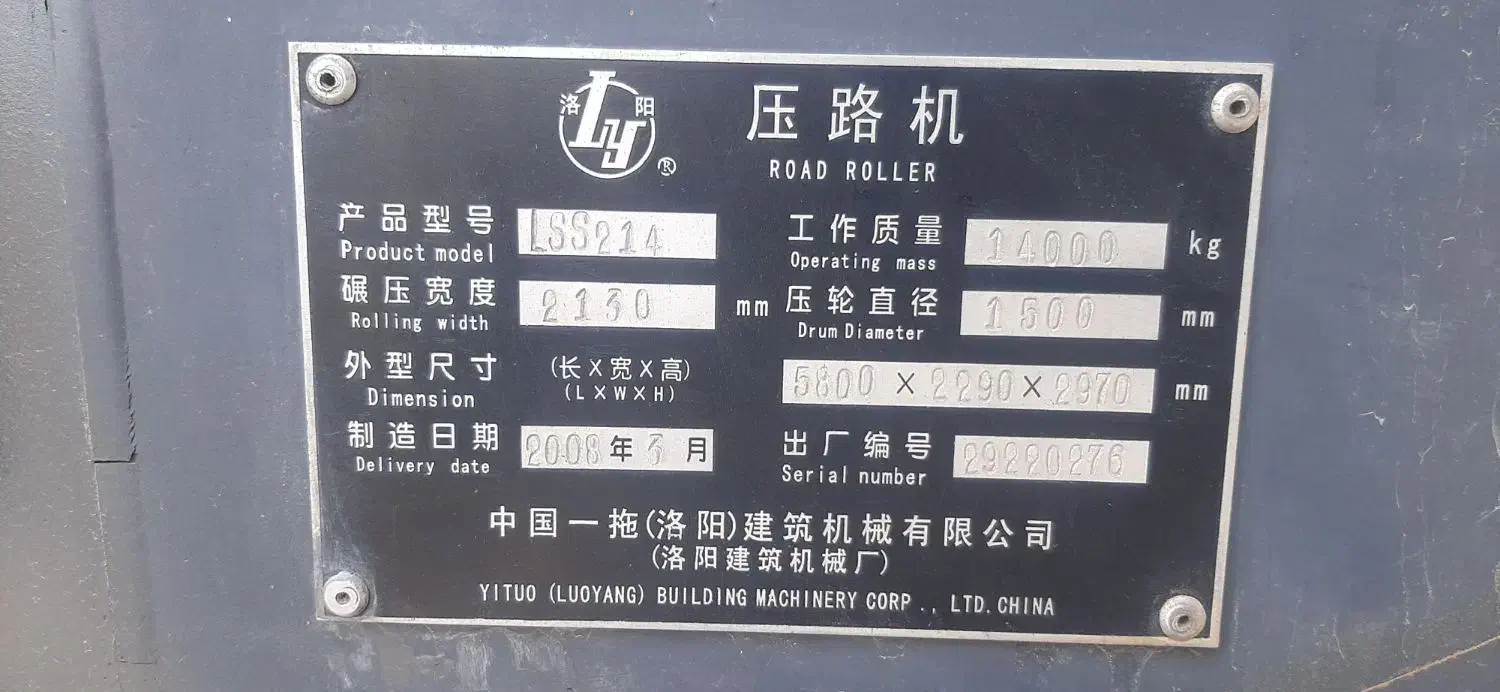 洛 LY 阳 ®
压路机
ROAD ROLLER
产品型号 LSS214 工作质量 14000 kg
Product model Operating mass
碾压宽度 2130 mm 压轮直径 1500 mm
Rolling width Drum Diameter
外型尺寸 (长×宽×高) 5800×2290×2970 mm
Dimension (L×W×H)
制造日期 2008年3月 出厂编号 29220276
Delivery date Serial number
中国一拖(洛阳)建筑机械有限公司
(洛阳建筑机械厂)
YITUO (LUOYANG) BUILDING MACHINERY CORP., LTD. CHINA